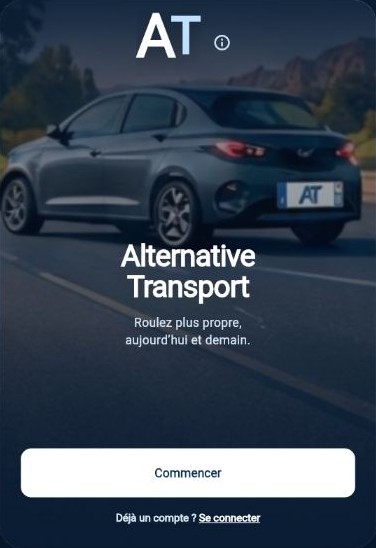 AT
AT
Alternative
Transport
Roulez plus propre,
aujourd’hui et demain.
Commencer
Déjà un compte ? Se connecter